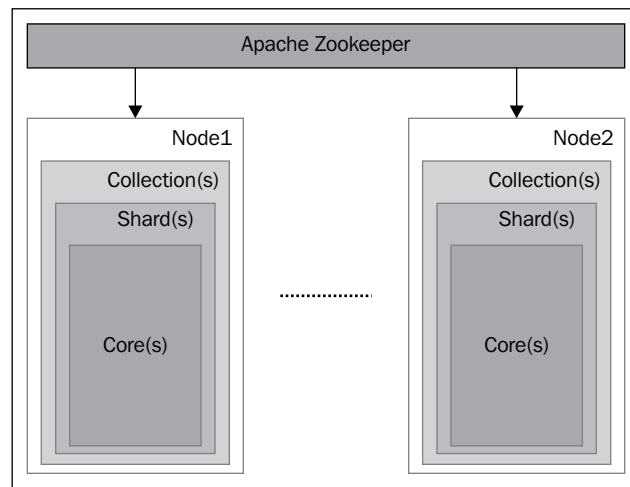 Apache Zookeeper
Node1
Collection(s)
Shard(s)
Core(s)
Node2
Collection(s)
Shard(s)
Core(s)